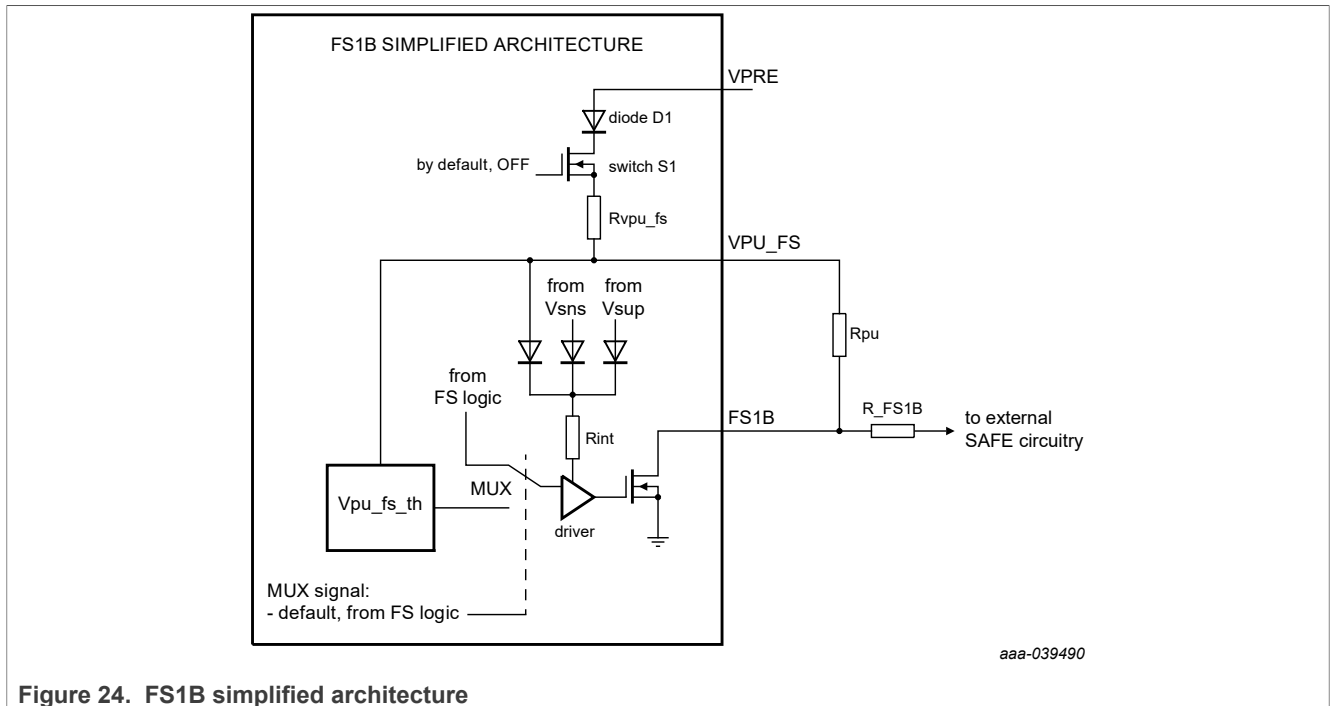 FS1B SIMPLIFIED ARCHITECTURE
VPRE
diode D1
by default, OFF
switch S1
Rvpu_fs
VPU_FS
from
Vsns
from
Vsup
Rpu
from
FS logic
FS1B
R_FS1B
to external
SAFE circuitry
Rint
MUX
Vpu_fs_th
driver
MUX signal:
- default, from FS logic
aaa-039490
Figure 24. FS1B simplified architecture